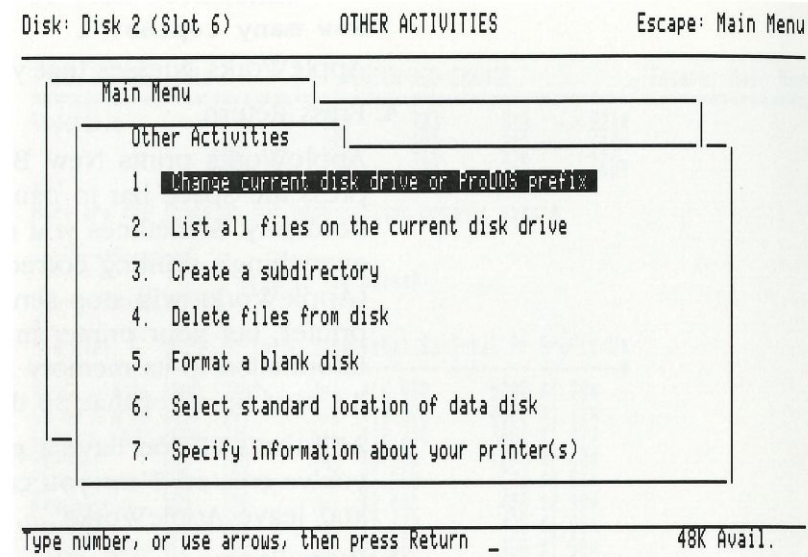 Disk: Disk 2 (Slot 6) OTHER ACTIVITIES Escape: Main Menu
Main Menu
Other Activities
1. Change current disk drive or ProDOS prefix
2. List all files on the current disk drive
3. Create a subdirectory
4. Delete files from disk
5. Format a blank disk
6. Select standard location of data disk
7. Specify information about your printer(s)
Type number, or use arrows, then press Return _ 48K Avail.